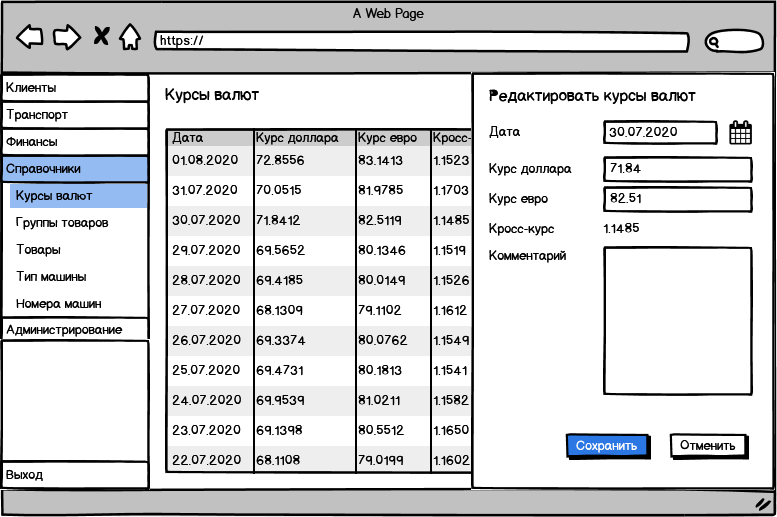 A Web Page
https://
Клиенты
Транспорт
Финансы
Справочники
Курсы валют
Группы товаров
Товары
Тип машины
Номера машин
Администрирование
Выход
Курсы валют
Дата Курс доллара Курс евро Кросс-
01.08.2020 72.8556 83.1413 1.1523
31.07.2020 70.0515 81.9785 1.1703
30.07.2020 71.8412 82.5119 1.1485
29.07.2020 69.5652 80.1346 1.1519
28.07.2020 69.4185 80.0149 1.1526
27.07.2020 68.1309 79.1102 1.1612
26.07.2020 69.3374 80.0762 1.1549
25.07.2020 69.4731 80.1813 1.1541
24.07.2020 69.9539 81.0211 1.1582
23.07.2020 69.1398 80.5512 1.1650
22.07.2020 68.1108 79.0199 1.1602
Редактировать курсы валют
Дата 30.07.2020
Курс доллара 71.84
Курс евро 82.51
Кросс-курс 1.1485
Комментарий
Сохранить Отменить